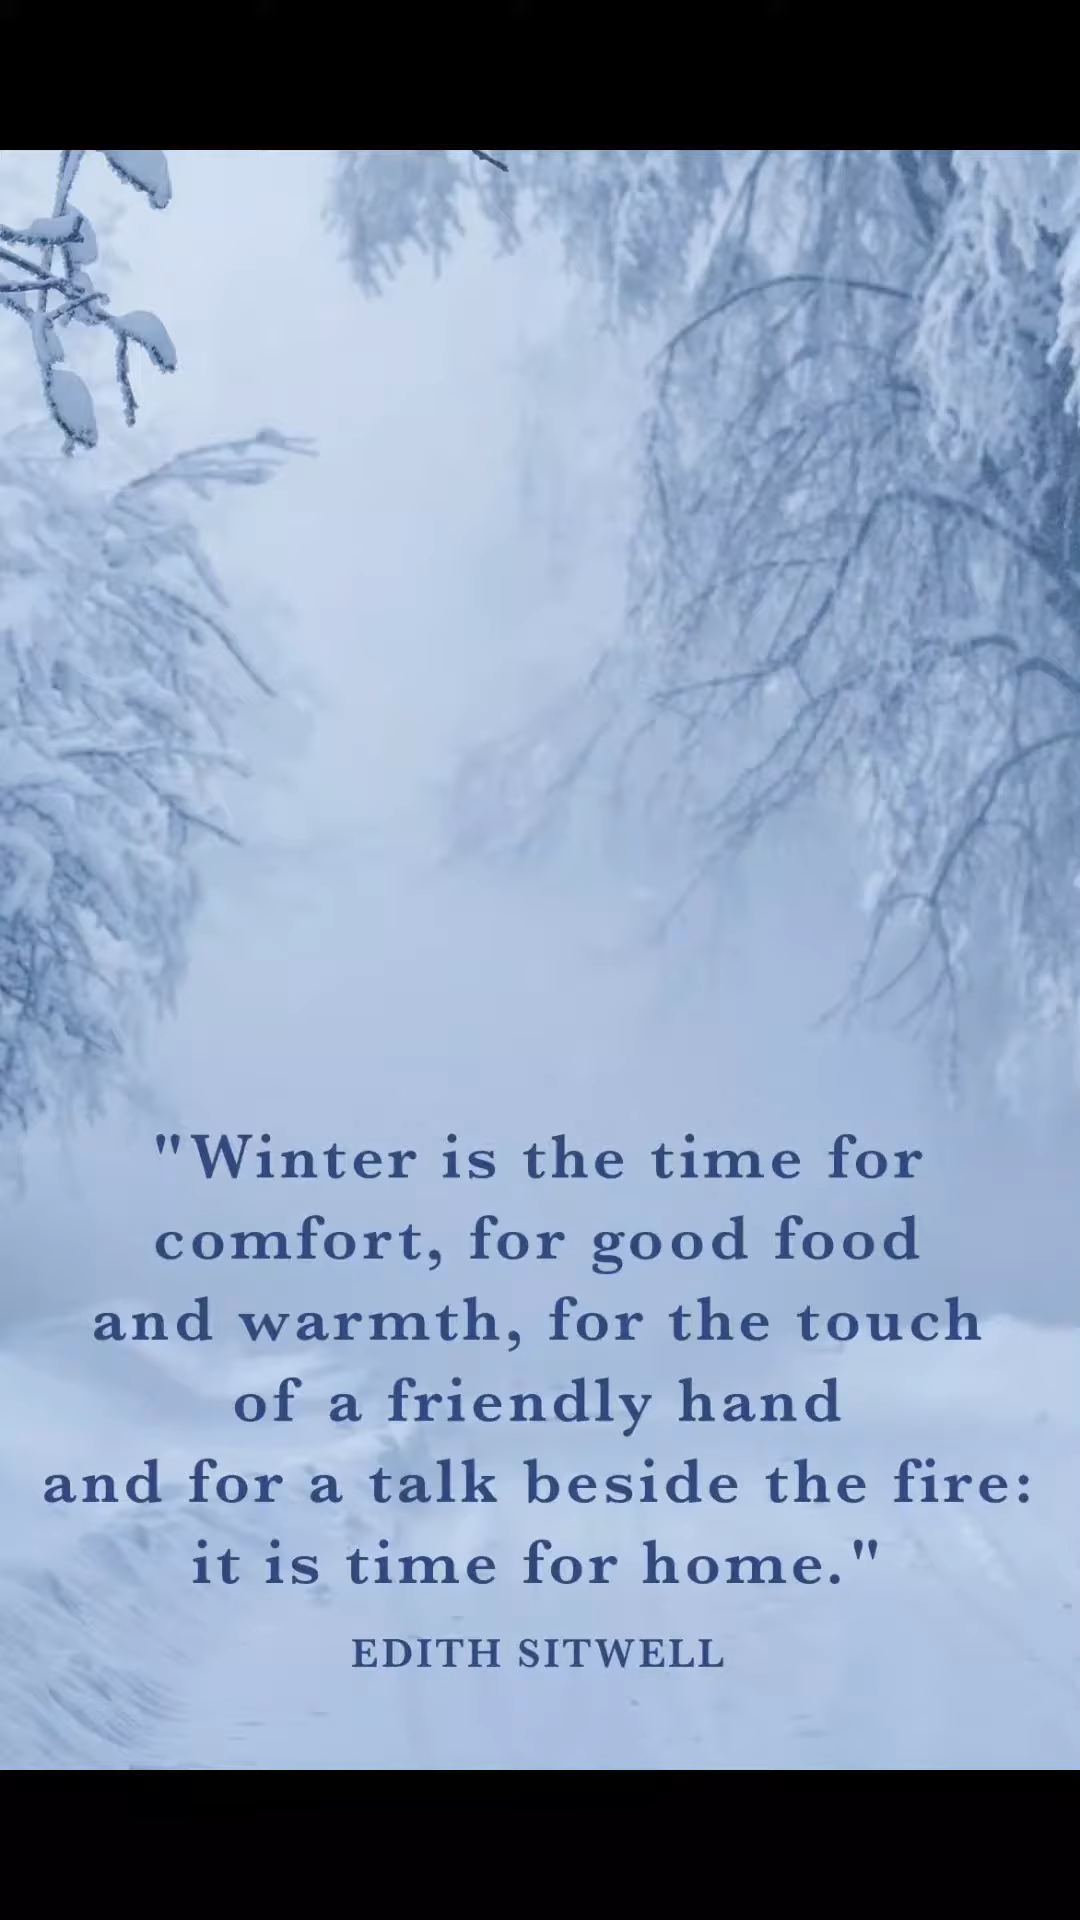 "Winter is the time for
comfort, for good food
and warmth, for the touch
of a friendly hand
and for a talk beside the fire:
it is time for home."
EDITH SITWELL